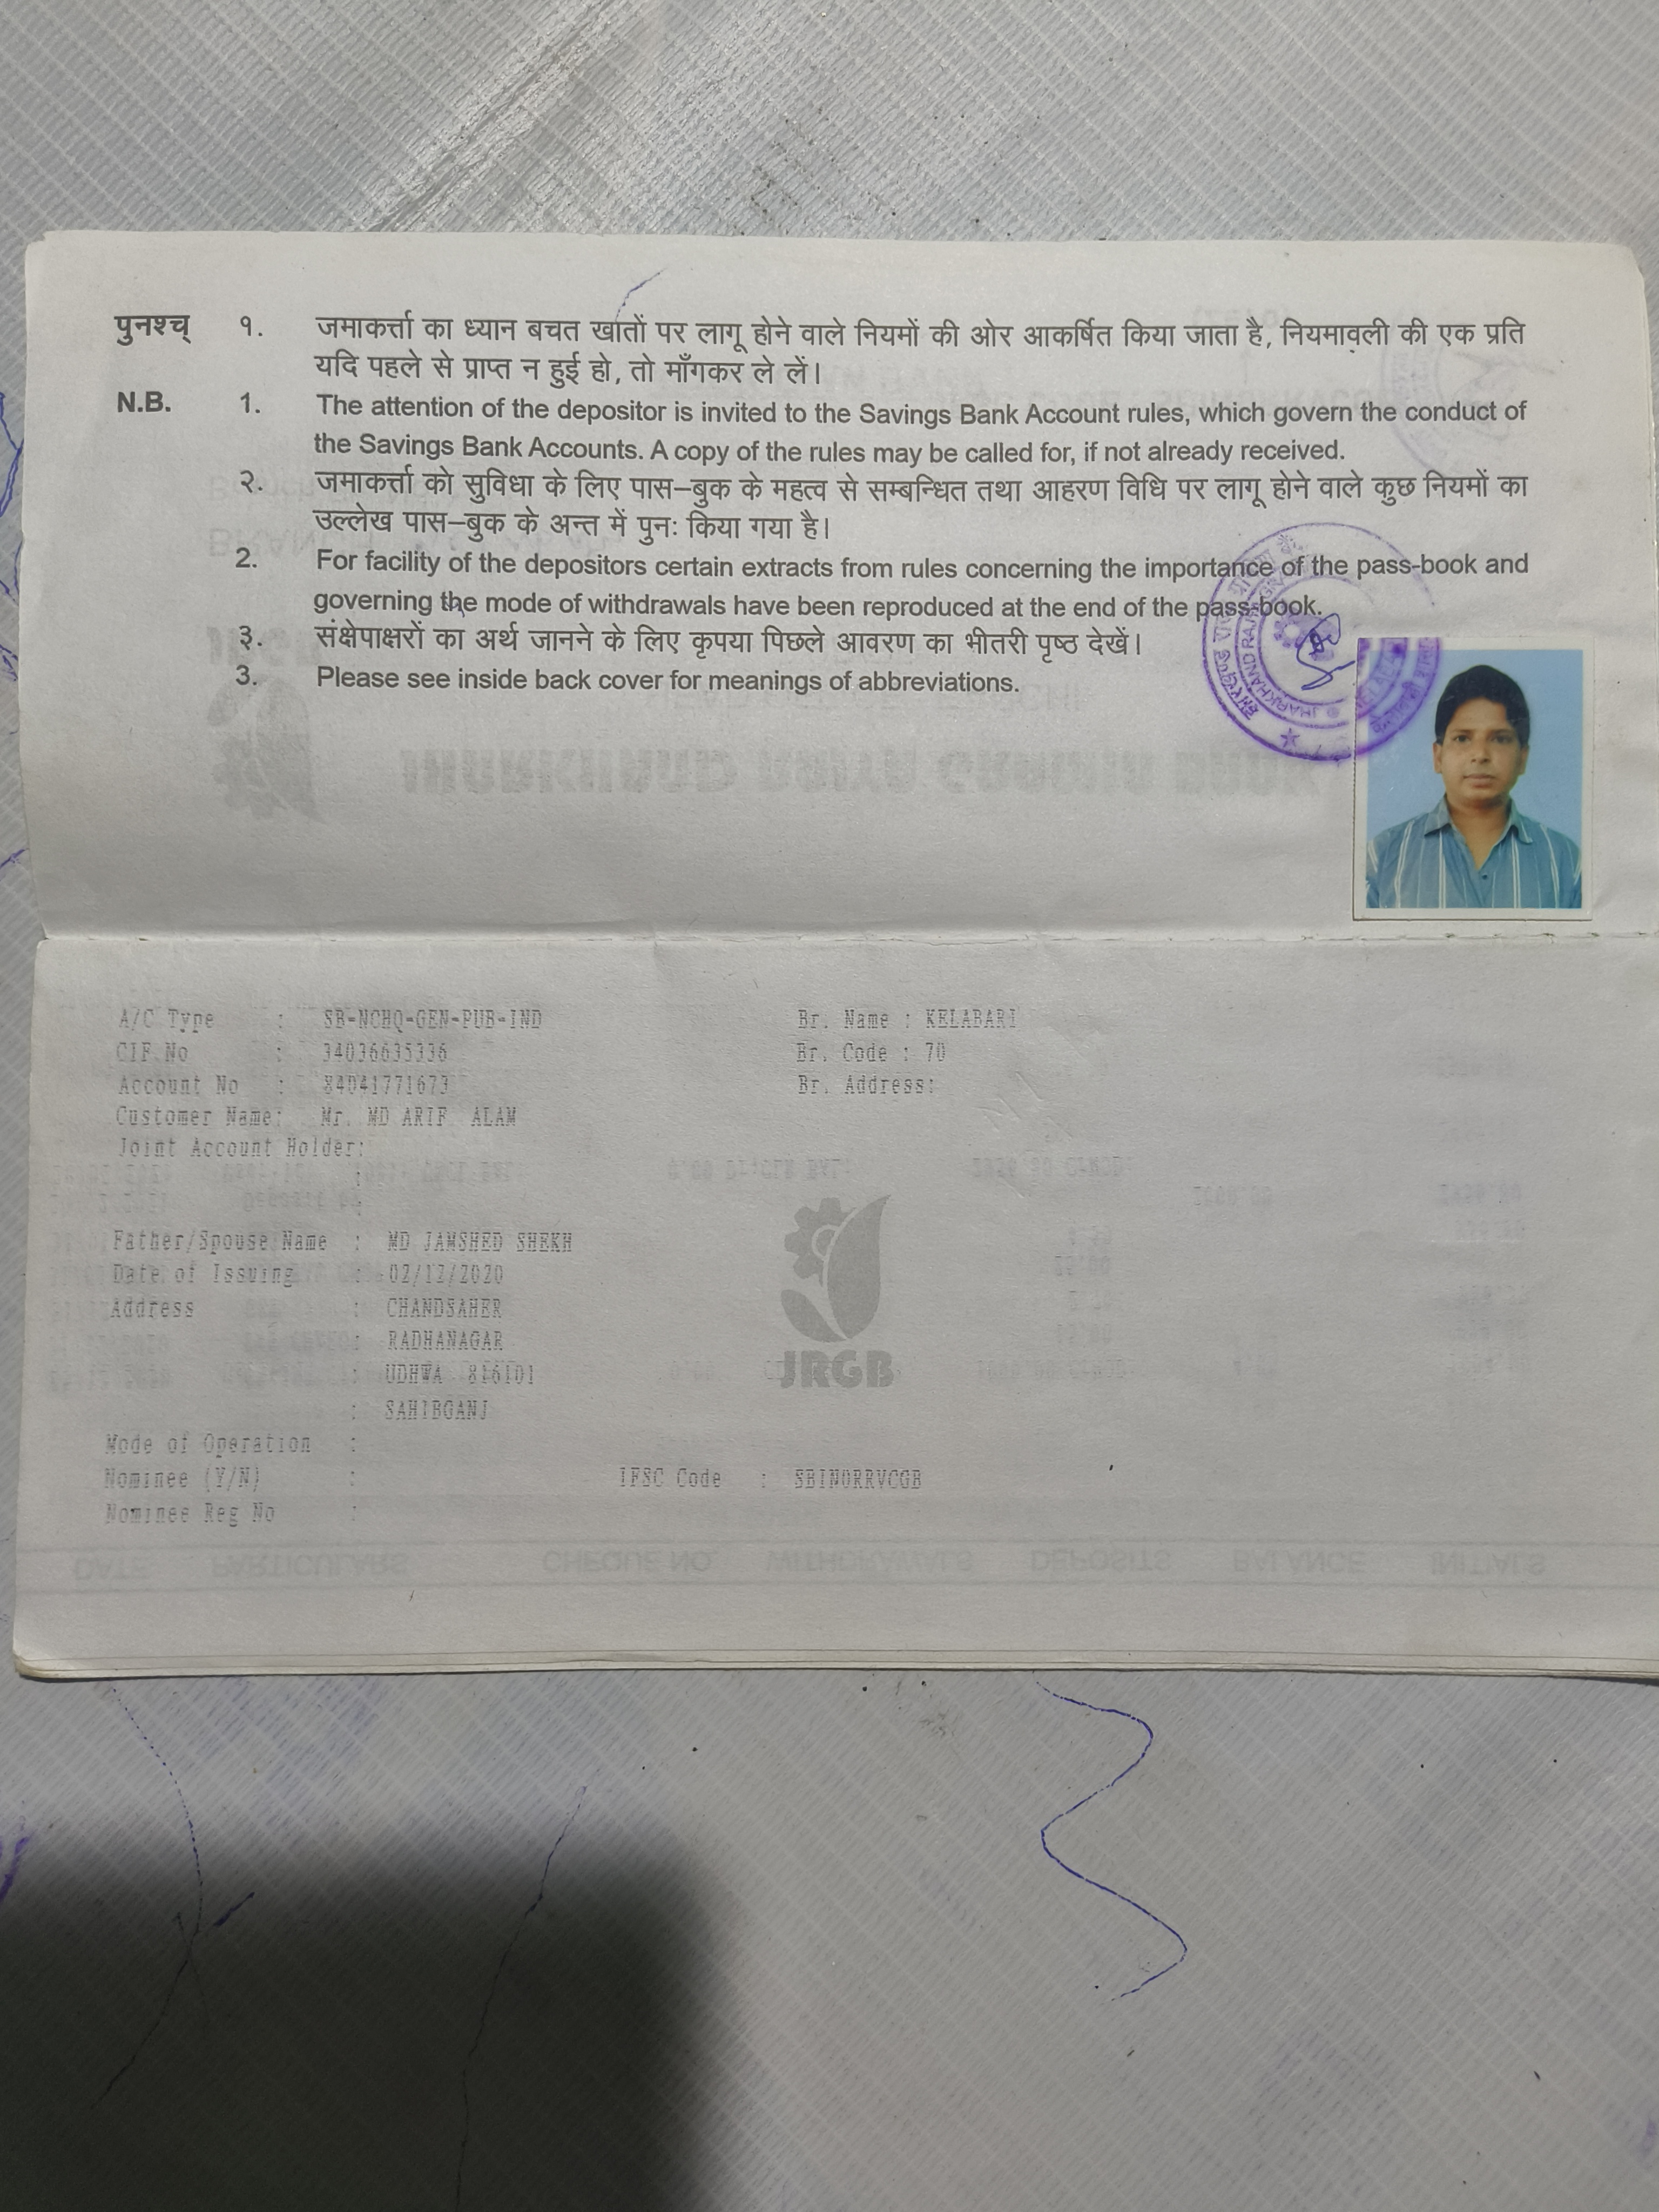 पुनश्च् १. जमाकर्त्ता का ध्यान बचत खातों पर लागू होने वाले नियमों की ओर आकर्षित किया जाता है, नियमावली की एक प्रति
यदि पहले से प्राप्त न हुई हो, तो माँगकर ले लें।
N.B. 1. The attention of the depositor is invited to the Savings Bank Account rules, which govern the conduct of
the Savings Bank Accounts. A copy of the rules may be called for, if not already received.
२. जमाकर्त्ता को सुविधा के लिए पास–बुक के महत्व से सम्बन्धित तथा आहरण विधि पर लागू होने वाले कुछ नियमों का
उल्लेख पास–बुक के अन्त में पुनः किया गया है।
2. For facility of the depositors certain extracts from rules concerning the importance of the pass-book and
governing the mode of withdrawals have been reproduced at the end of the pass-book.
३. संक्षेपाक्षरों का अर्थ जानने के लिए कृपया पिछले आवरण का भीतरी पृष्ठ देखें।
3. Please see inside back cover for meanings of abbreviations.
A/C Type : SB-NCHQ-GEN-PUB-IND Br. Name : KELABARI
CIF No : 34036635336 Br. Code : 70
Account No : 84041771673 Br. Address:
Customer Name: Mr. MD ARIF ALAM
Joint Account Holder:
:
:
Father/Spouse Name : MD JAMSHED SHEKH
Date of Issuing : 02/12/2020
Address : CHANDSAHER
: RADHANAGAR
: UDHWA 816101
: SAHIBGANJ
JRGB
Mode of Operation :
Nominee (Y/N) : IFSC Code : SBIN0RRVCGB
Nominee Reg No :